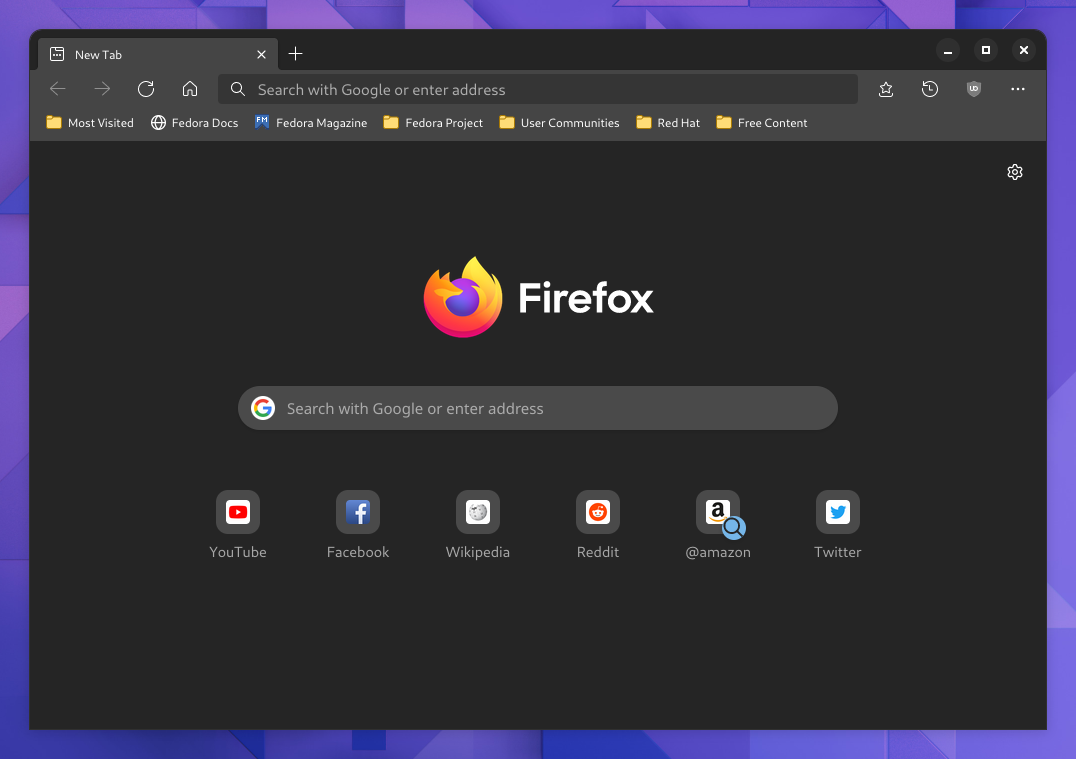 New Tab
Search with Google or enter address
Most Visited Fedora Docs FM Fedora Magazine Fedora Project User Communities Red Hat Free Content
Firefox
Search with Google or enter address
YouTube Facebook Wikipedia Reddit @amazon Twitter